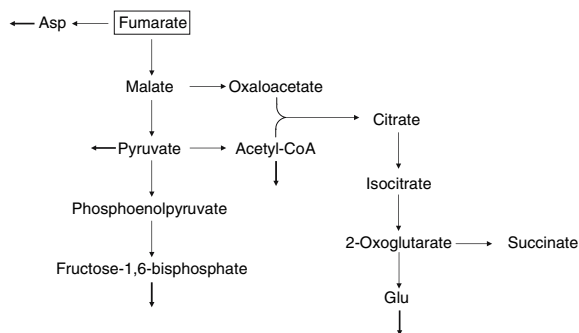 Asp Fumarate
Malate Oxaloacetate
Citrate
Pyruvate Acetyl-CoA
Isocitrate
Phosphoenolpyruvate
2-Oxoglutarate Succinate
Fructose-1,6-bisphosphate
Glu